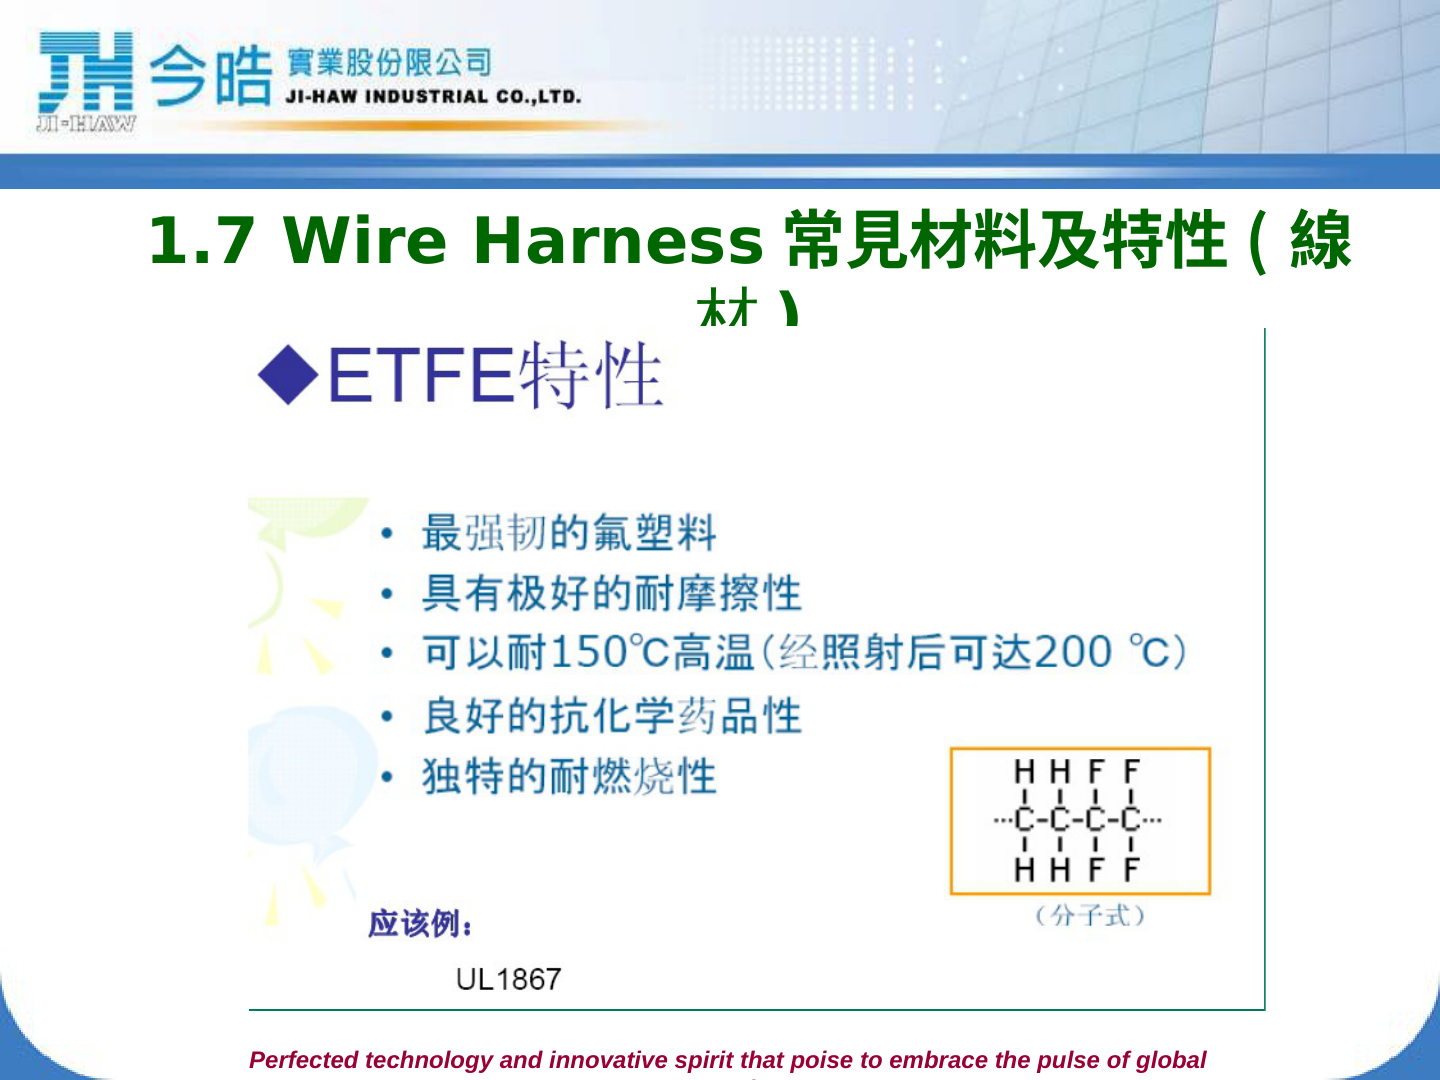 JI-HAW
今皓 實業股份限公司
JI-HAW INDUSTRIAL CO.,LTD.
1.7 Wire Harness 常見材料及特性 ( 線
材 )
◆ETFE特性
• 最强韧的氟塑料
• 具有极好的耐摩擦性
• 可以耐150℃高温(经照射后可达200 ℃)
• 良好的抗化学药品性
• 独特的耐燃烧性
H H F F
···C-C-C-C···
H H F F
(分子式)
应该例:
UL1867
Perfected technology and innovative spirit that poise to embrace the pulse of global